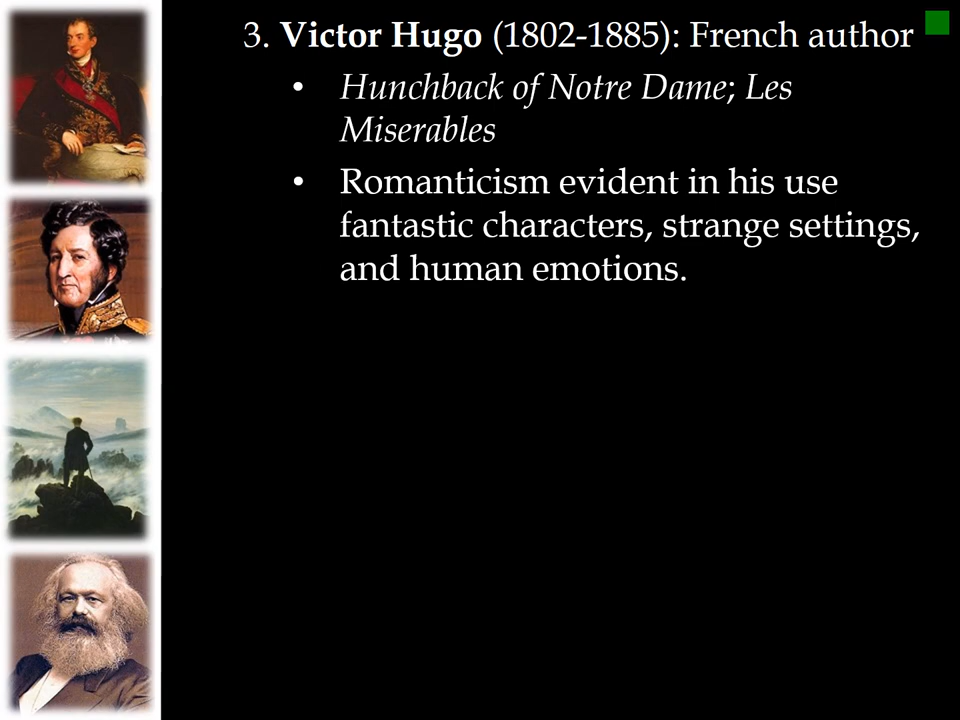 3. Victor Hugo (1802-1885): French author
• Hunchback of Notre Dame; Les
Miserables
• Romanticism evident in his use
fantastic characters, strange settings,
and human emotions.